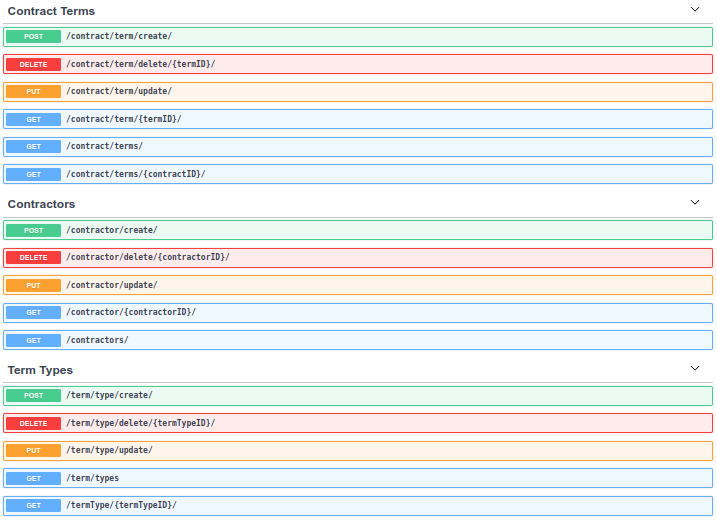 Contract Terms
POST /contract/term/create/
DELETE /contract/term/delete/{termID}/
PUT /contract/term/update/
GET /contract/term/{termID}/
GET /contract/terms/
GET /contract/terms/{contractID}/
Contractors
POST /contractor/create/
DELETE /contractor/delete/{contractorID}/
PUT /contractor/update/
GET /contractor/{contractorID}/
GET /contractors/
Term Types
POST /term/type/create/
DELETE /term/type/delete/{termTypeID}/
PUT /term/type/update/
GET /term/types
GET /termType/{termTypeID}/